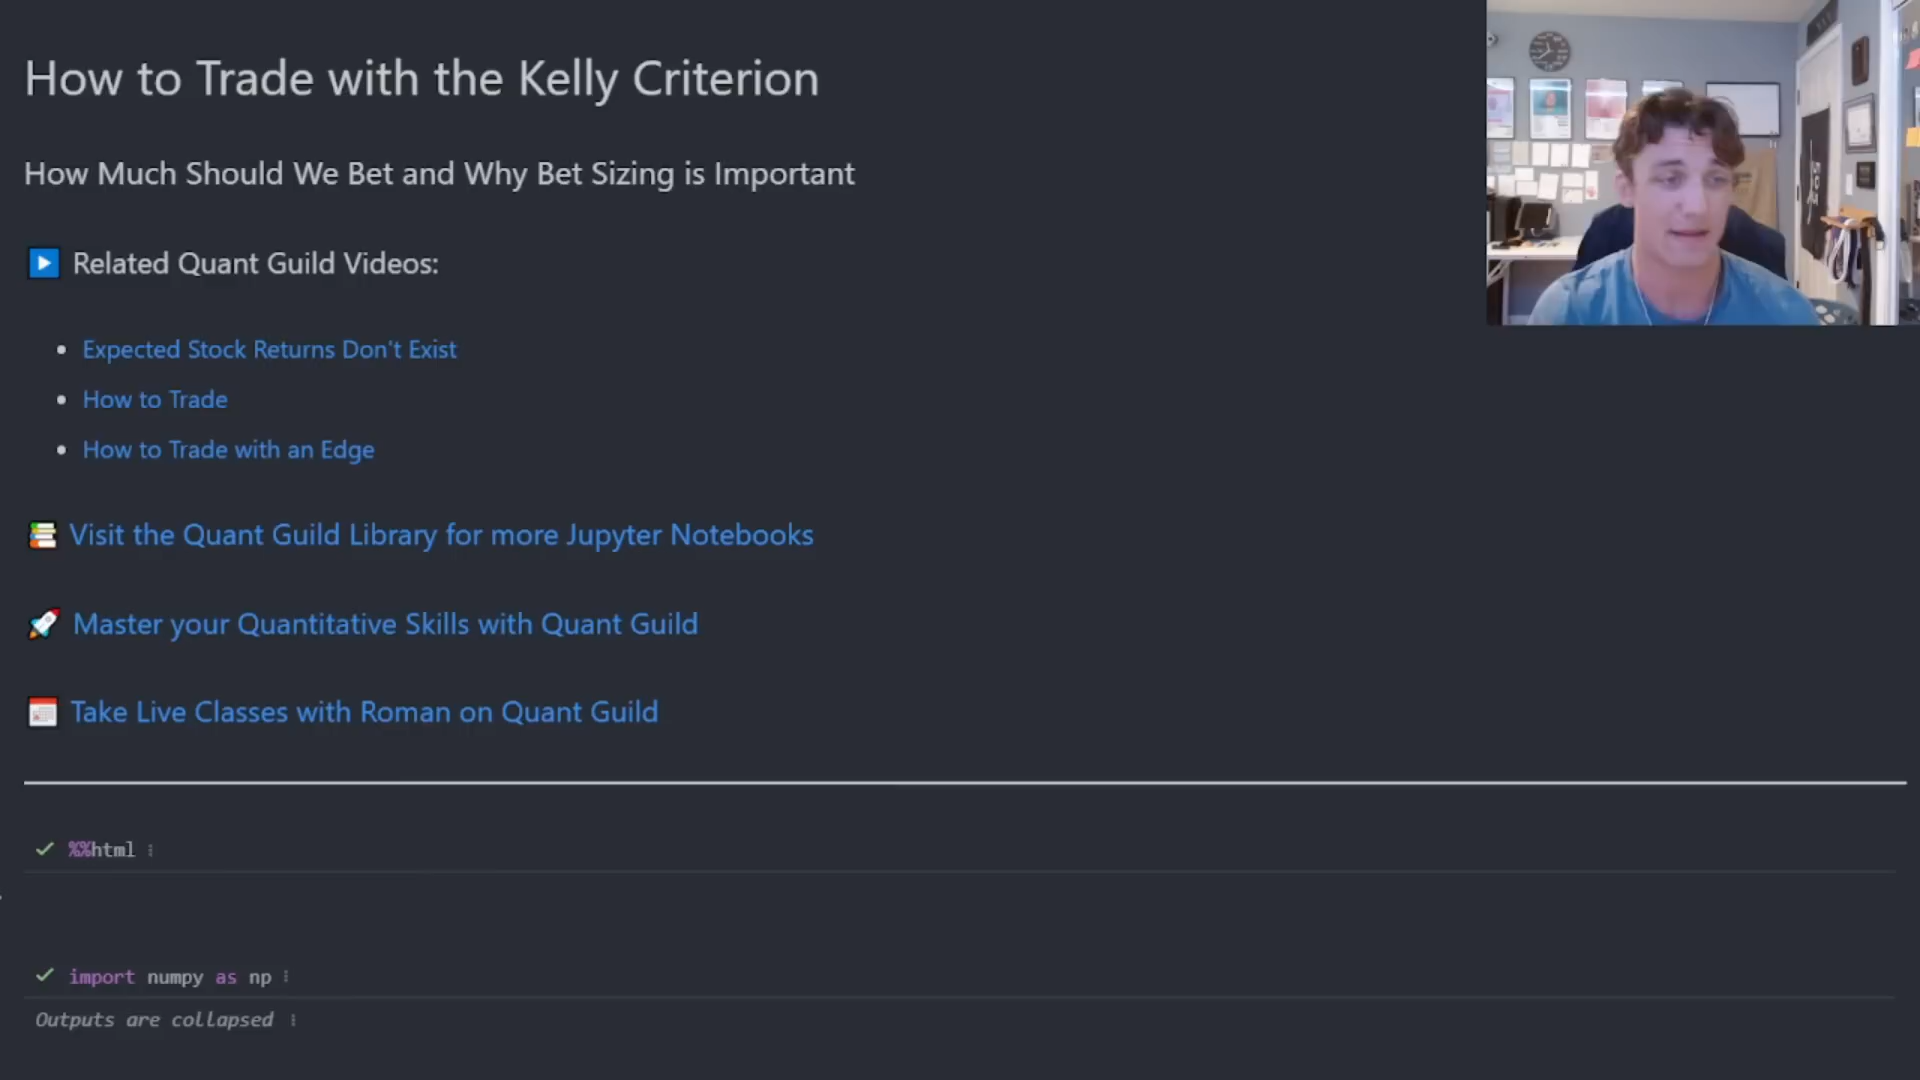 How to Trade with the Kelly Criterion
How Much Should We Bet and Why Bet Sizing is Important
Related Quant Guild Videos:
Expected Stock Returns Don't Exist
How to Trade
How to Trade with an Edge
Visit the Quant Guild Library for more Jupyter Notebooks
Master your Quantitative Skills with Quant Guild
Take Live Classes with Roman on Quant Guild
%%html
import numpy as np
Outputs are collapsed